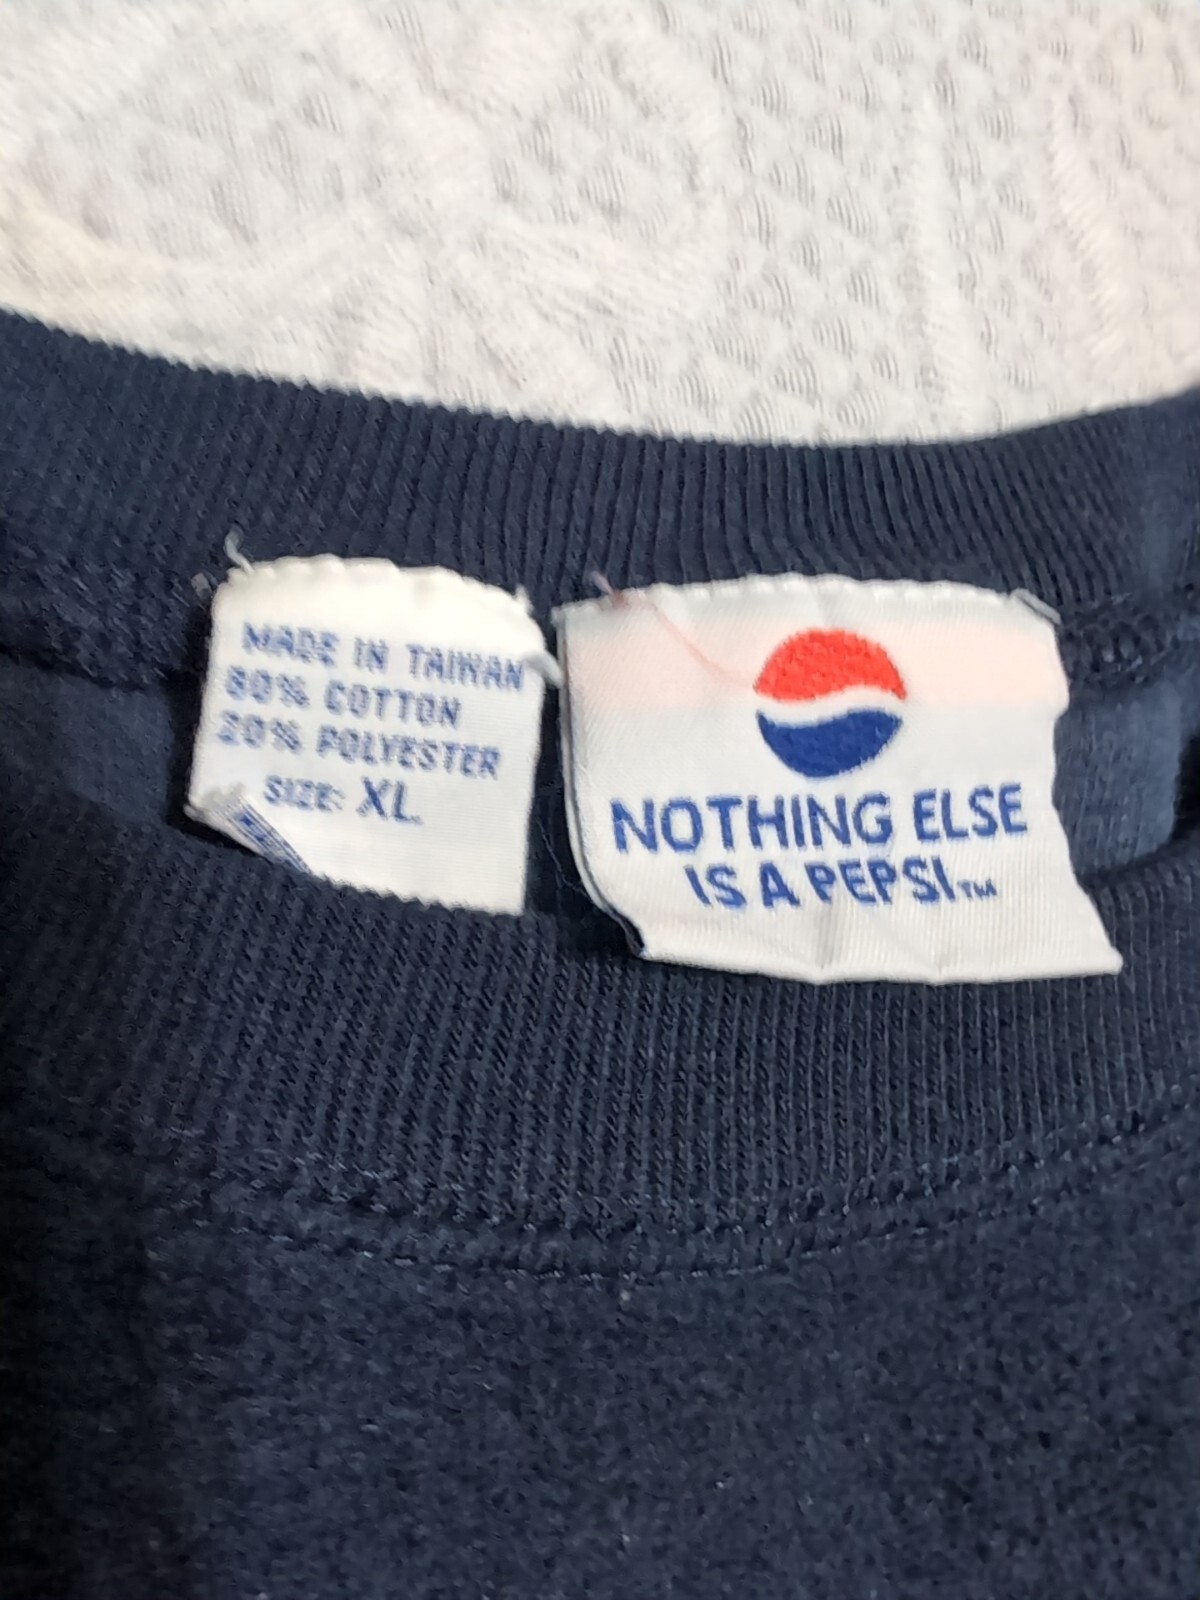 MADE IN TAIWAN
80% COTTON
20% POLYESTER
SIZE: XL
NOTHING ELSE
IS A PEPSI™